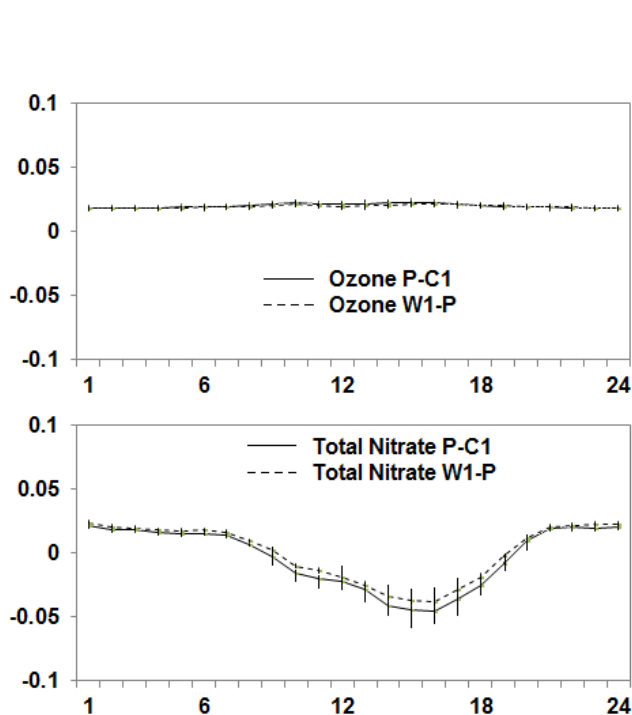 0.1
0.05
0
-0.05
-0.1
Ozone P-C1
Ozone W1-P
1 6 12 18 24
0.1
0.05
0
-0.05
-0.1
Total Nitrate P-C1
Total Nitrate W1-P
1 6 12 18 24